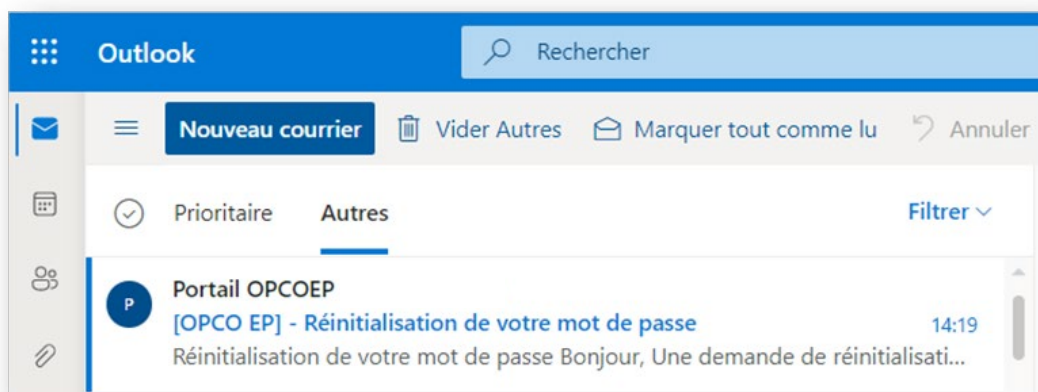 Outlook
Rechercher
Nouveau courrier Vider Autres Marquer tout comme lu Annuler
Prioritaire Autres Filtrer
P
Portail OPCOEP
[OPCO EP] - Réinitialisation de votre mot de passe 14:19
Réinitialisation de votre mot de passe Bonjour, Une demande de réinitialisati...